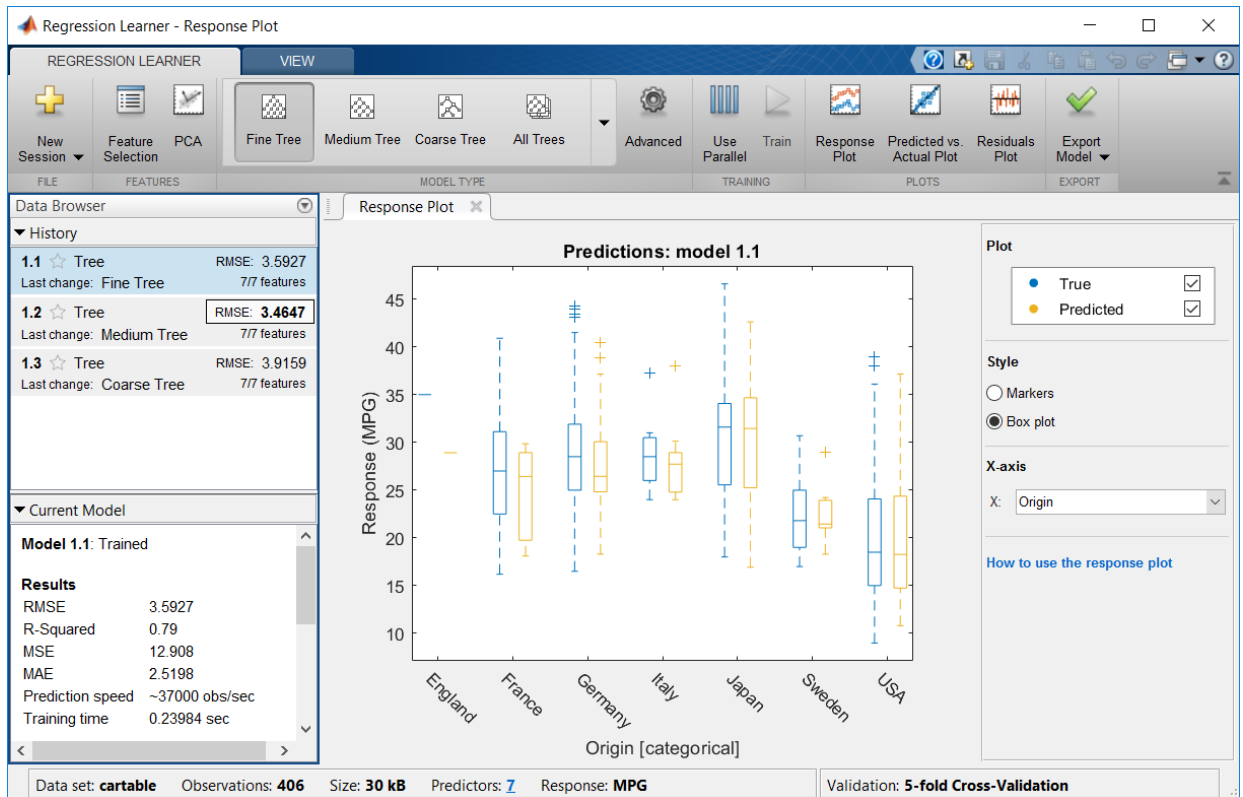 Regression Learner - Response Plot
REGRESSION LEARNER VIEW
New Session
Feature Selection
PCA
Fine Tree
Medium Tree
Coarse Tree
All Trees
Advanced
Use Parallel
Train
Response Plot
Predicted vs. Actual Plot
Residuals Plot
Export Model
FILE FEATURES MODEL TYPE TRAINING PLOTS EXPORT
Data Browser
History
1.1 Tree RMSE: 3.5927
Last change: Fine Tree 7/7 features
1.2 Tree RMSE: 3.4647
Last change: Medium Tree 7/7 features
1.3 Tree RMSE: 3.9159
Last change: Coarse Tree 7/7 features
Current Model
Model 1.1: Trained
Results
RMSE 3.5927
R-Squared 0.79
MSE 12.908
MAE 2.5198
Prediction speed ~37000 obs/sec
Training time 0.23984 sec
Response Plot
Predictions: model 1.1
Response (MPG)
45
40
35
30
25
20
15
10
England France Germany Italy Japan Sweden USA
Origin [categorical]
Plot
True
Predicted
Style
Markers
Box plot
X-axis
X: Origin
How to use the response plot
Data set: cartable Observations: 406 Size: 30 kB Predictors: 7 Response: MPG Validation: 5-fold Cross-Validation